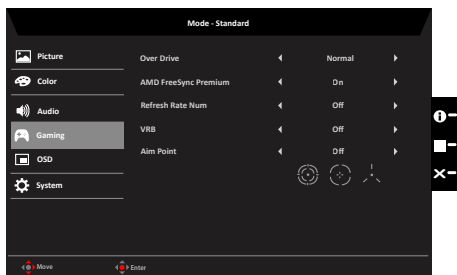 Mode - Standard
Picture
Color
Audio
Gaming
OSD
System
Over Drive Normal
AMD FreeSync Premium On
Refresh Rate Num Off
VRB Off
Aim Point Off
Move Enter